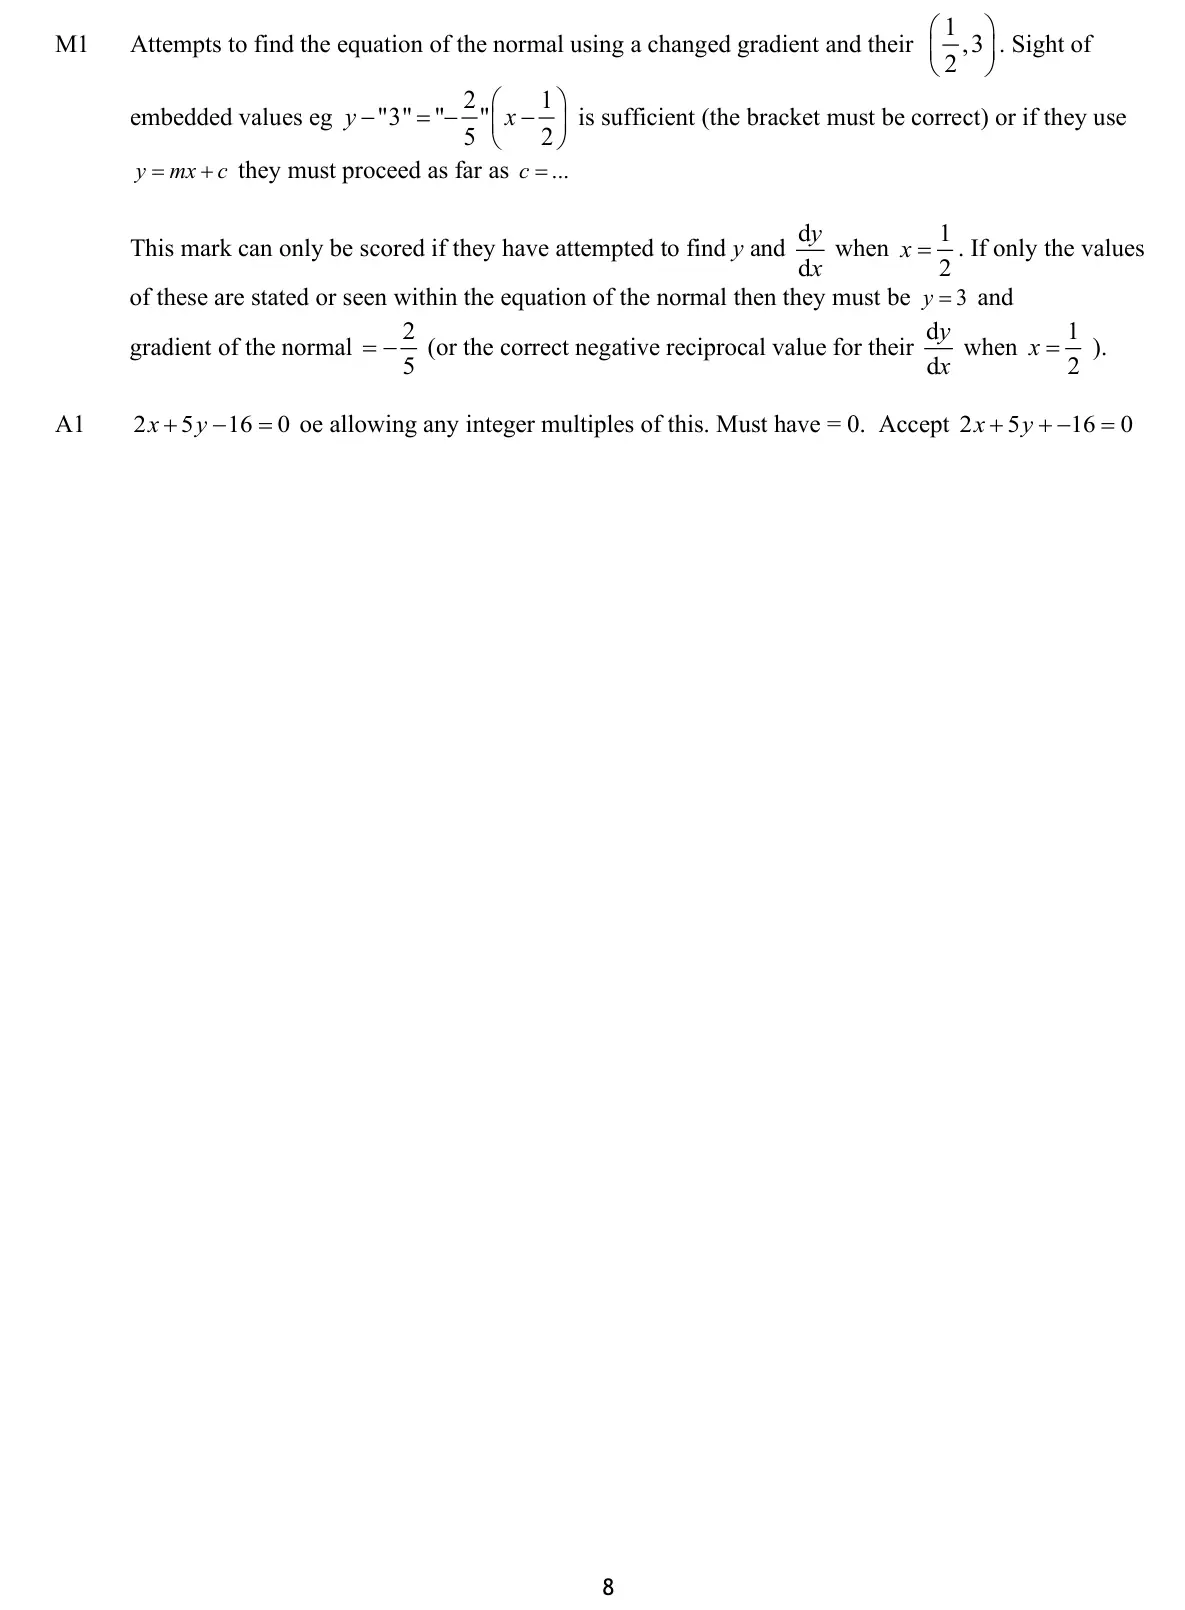 M1 Attempts to find the equation of the normal using a changed gradient and their (1/2, 3). Sight of
embedded values eg y − "3" = "−2/5" (x − 1/2) is sufficient (the bracket must be correct) or if they use
y = mx + c they must proceed as far as c = ...
This mark can only be scored if they have attempted to find y and dy/dx when x = 1/2. If only the values
of these are stated or seen within the equation of the normal then they must be y = 3 and
gradient of the normal = −2/5 (or the correct negative reciprocal value for their dy/dx when x = 1/2 ).
A1 2x + 5y − 16 = 0 oe allowing any integer multiples of this. Must have = 0. Accept 2x + 5y + −16 = 0
8